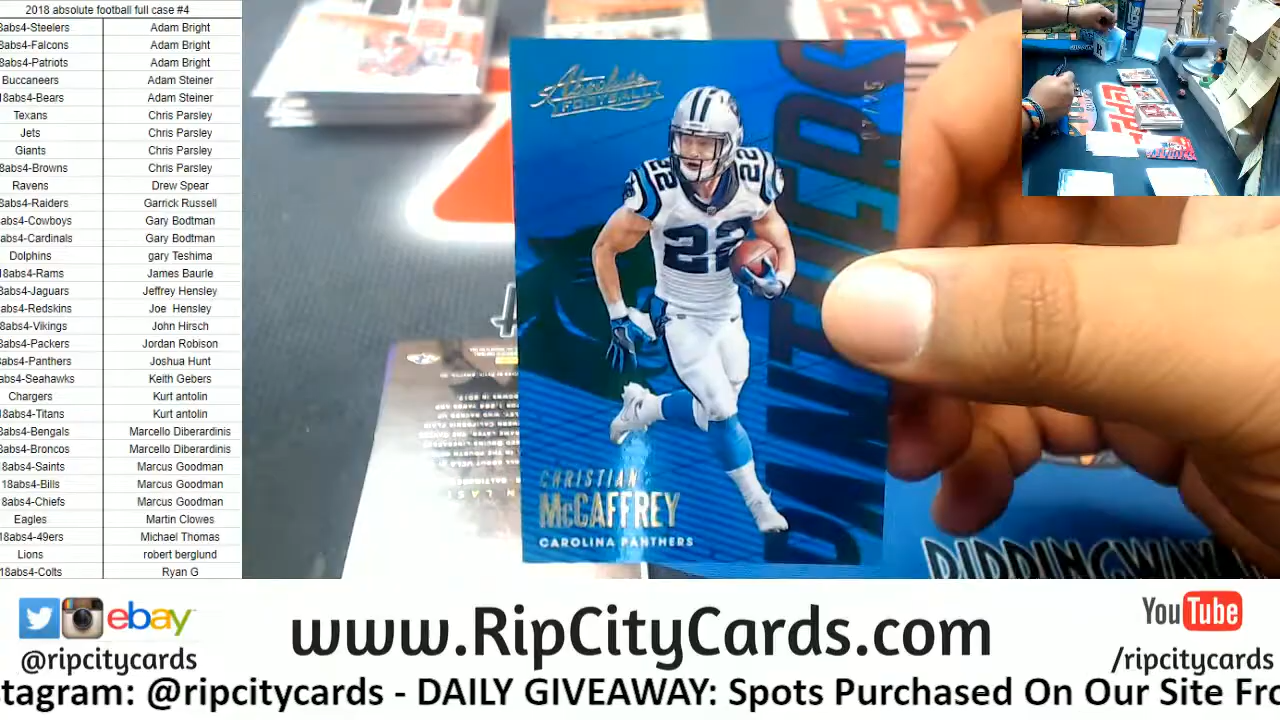 2018 absolute football full case #4
8abs4-Steelers Adam Bright
8abs4-Falcons Adam Bright
8abs4-Patriots Adam Bright
Buccaneers Adam Steiner
18abs4-Bears Adam Steiner
Texans Chris Parsley
Jets Chris Parsley
Giants Chris Parsley
8abs4-Browns Chris Parsley
Ravens Drew Spear
8abs4-Raiders Garrick Russell
abs4-Cowboys Gary Bodtman
abs4-Cardinals Gary Bodtman
Dolphins gary Teshima
18abs4-Rams James Baurle
8abs4-Jaguars Jeffrey Hensley
abs4-Redskins Joe Hensley
8abs4-Vikings John Hirsch
8abs4-Packers Jordan Robison
8abs4-Panthers Joshua Hunt
abs4-Seahawks Keith Gebers
Chargers Kurt antolin
18abs4-Titans Kurt antolin
8abs4-Bengals Marcello Diberardinis
8abs4-Broncos Marcello Diberardinis
18abs4-Saints Marcus Goodman
18abs4-Bills Marcus Goodman
8abs4-Chiefs Marcus Goodman
Eagles Martin Clowes
18abs4-49ers Michael Thomas
Lions robert berglund
18abs4-Colts Ryan G
Absolute
FOOTBALL
PANTHERS
22
22
22
CHRISTIAN
McCAFFREY
CAROLINA PANTHERS
ebay
@ripcitycards
www.RipCityCards.com
YouTube
/ripcitycards
stagram: @ripcitycards - DAILY GIVEAWAY: Spots Purchased On Our Site Fro